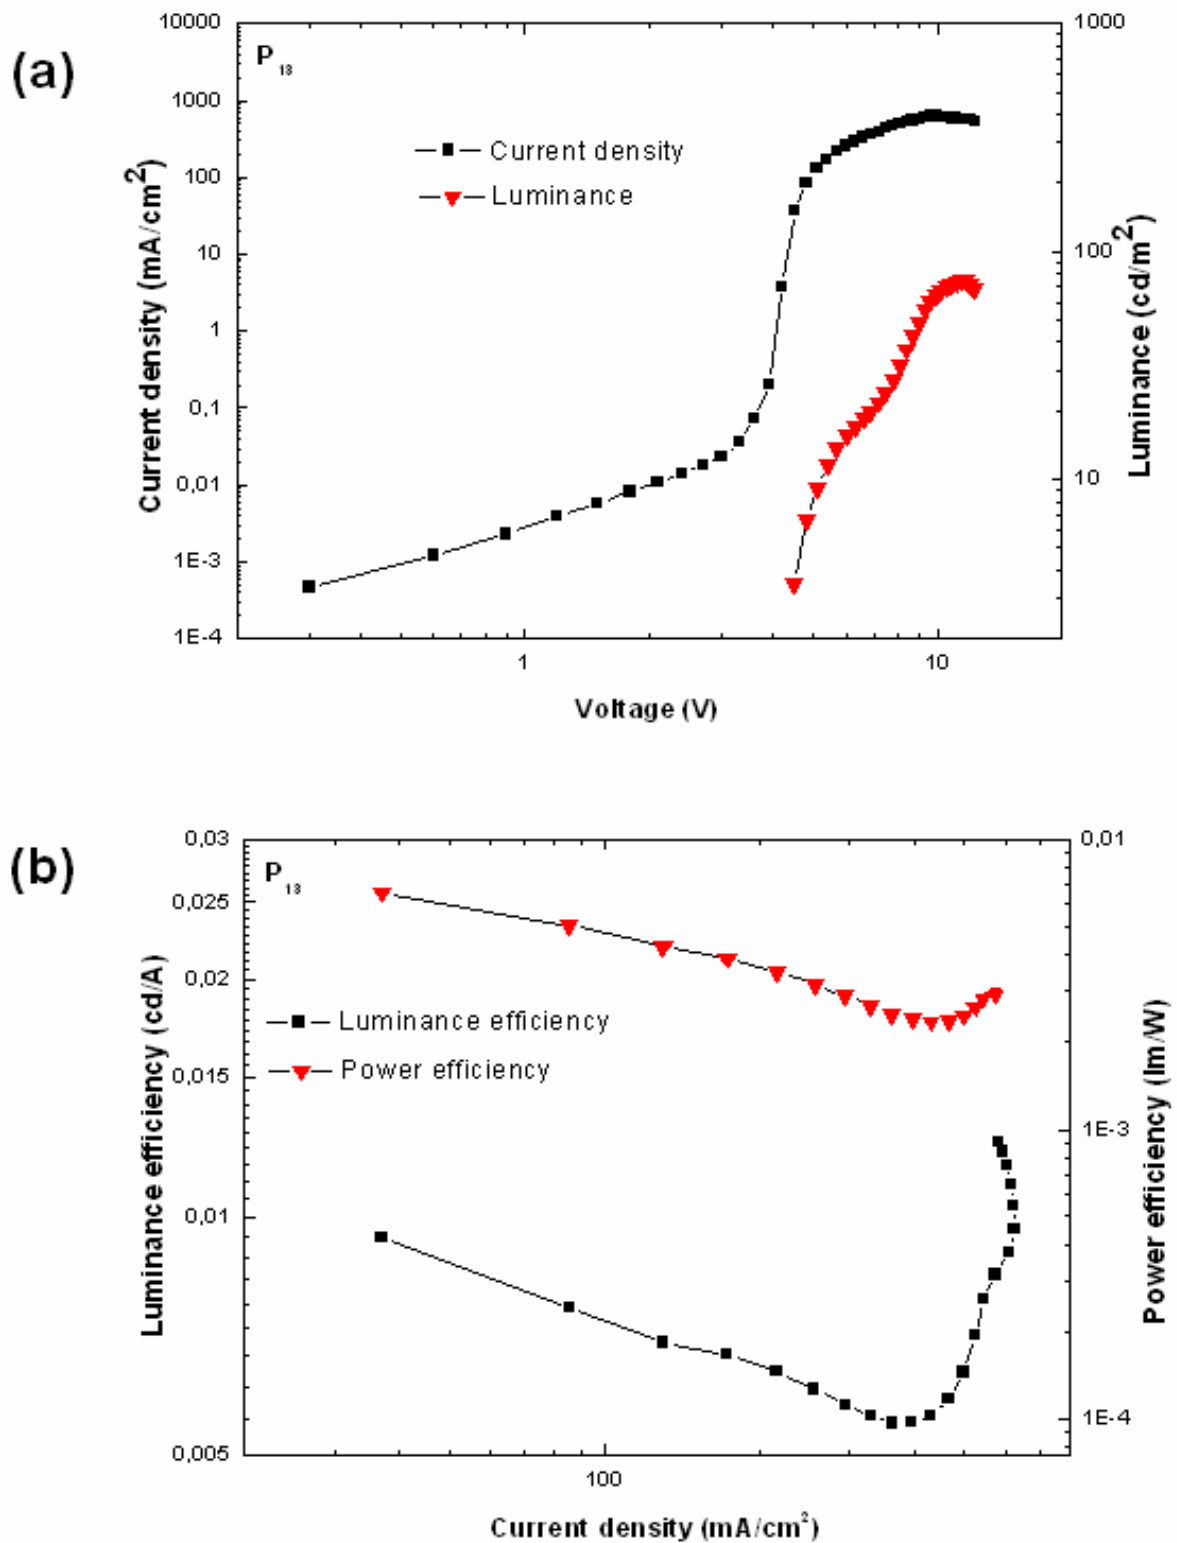 (a)
P₁₃
10000
1000
100
10
1
0,1
0,01
1E-3
1E-4
Current density (mA/cm²)
Current density
Luminance
1000
100
10
Luminance (cd/m²)
1
10
Voltage (V)
(b)
P₁₃
0,03
0,025
0,02
0,015
0,01
0,005
Luminance efficiency (cd/A)
Luminance efficiency
Power efficiency
0,01
1E-3
1E-4
Power efficiency (lm/W)
100
Current density (mA/cm²)